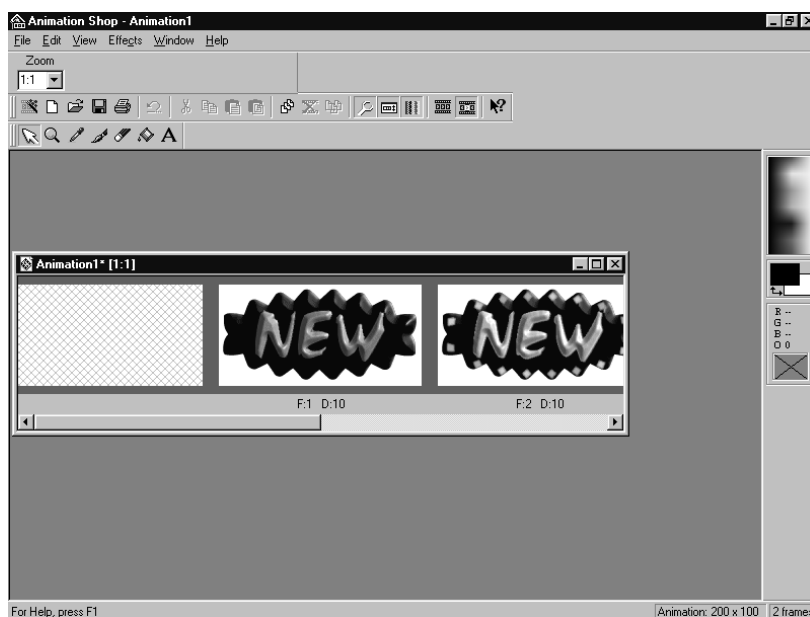 Animation Shop - Animation1
File Edit View Effects Window Help
Zoom
1:1
A
Animation1* [1:1]
NEW
NEW
F:1 D:10
F:2 D:10
R --
G --
B --
O 0
For Help, press F1
Animation: 200 x 100
2 frames